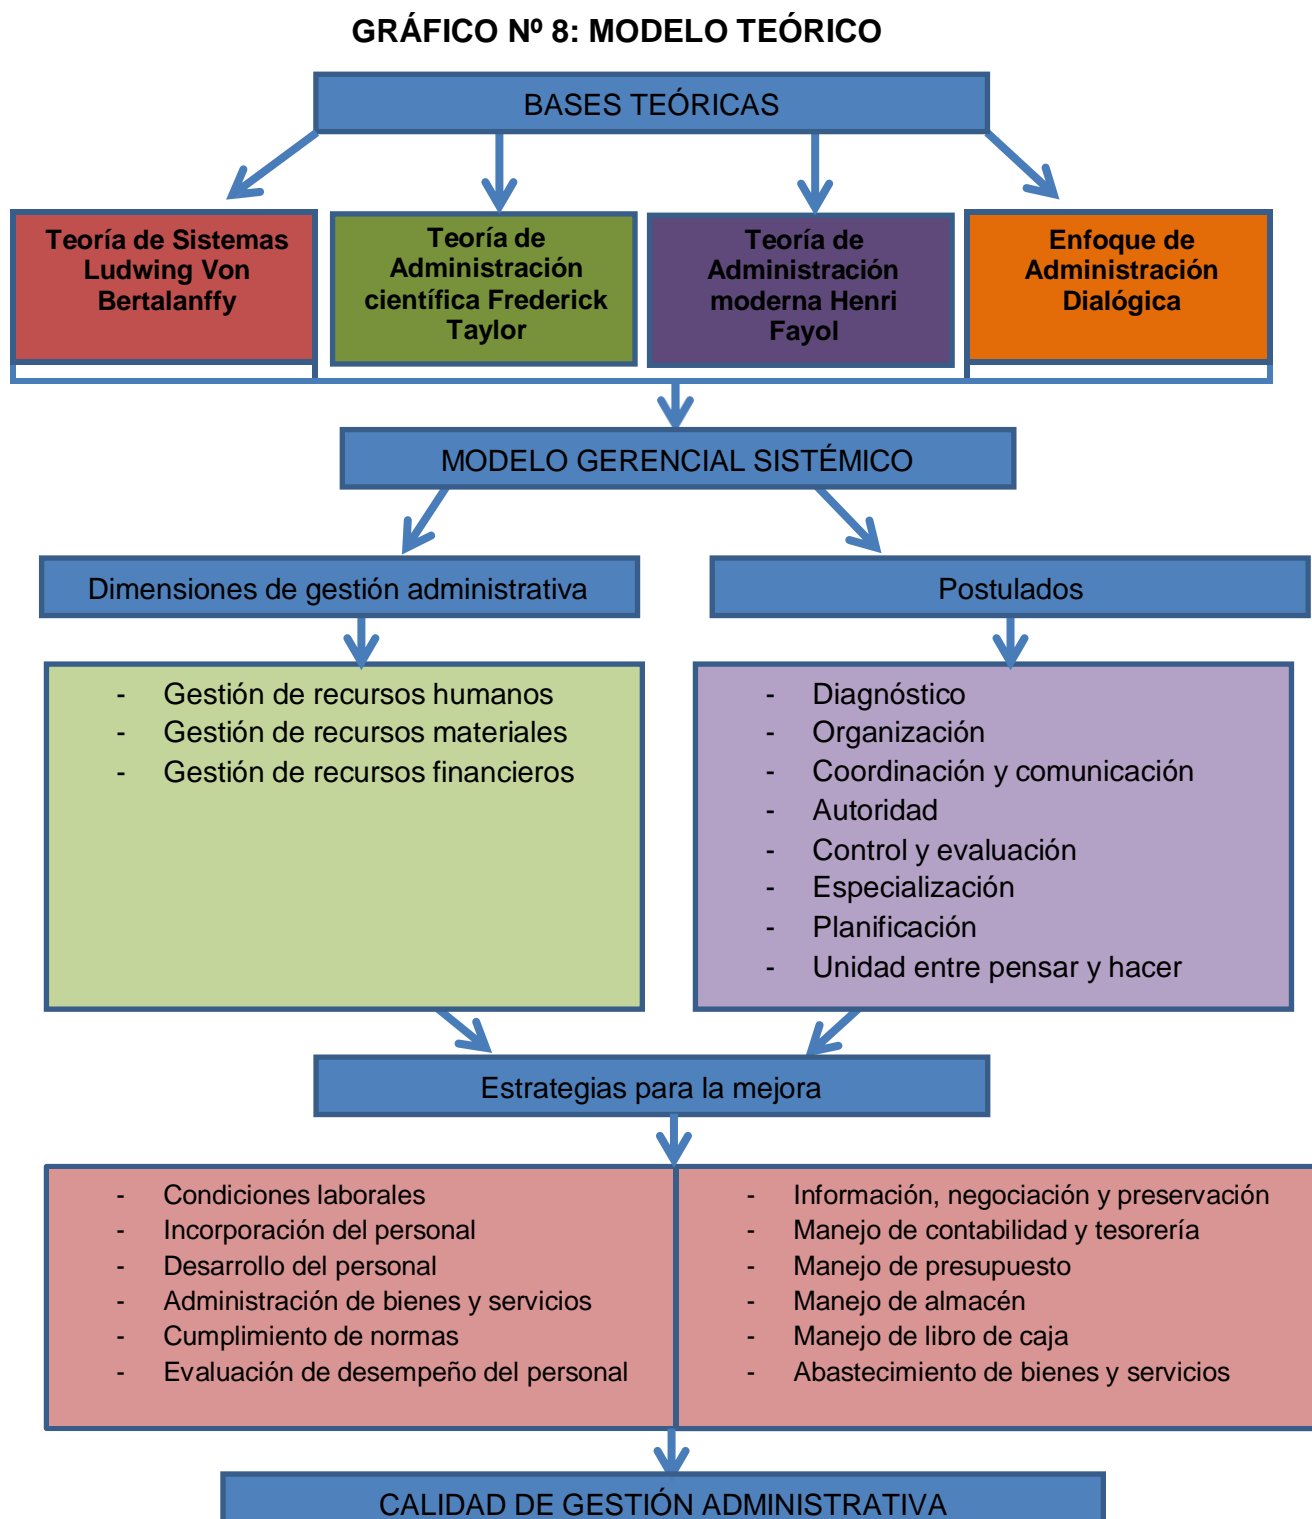 GRÁFICO Nº 8: MODELO TEÓRICO
BASES TEÓRICAS
Teoría de Sistemas
Ludwing Von
Bertalanffy
Teoría de
Administración
científica Frederick
Taylor
Teoría de
Administración
moderna Henri
Fayol
Enfoque de
Administración
Dialógica
MODELO GERENCIAL SISTÉMICO
Dimensiones de gestión administrativa
Postulados
- Gestión de recursos humanos
- Gestión de recursos materiales
- Gestión de recursos financieros
- Diagnóstico
- Organización
- Coordinación y comunicación
- Autoridad
- Control y evaluación
- Especialización
- Planificación
- Unidad entre pensar y hacer
Estrategias para la mejora
- Condiciones laborales
- Incorporación del personal
- Desarrollo del personal
- Administración de bienes y servicios
- Cumplimiento de normas
- Evaluación de desempeño del personal
- Información, negociación y preservación
- Manejo de contabilidad y tesorería
- Manejo de presupuesto
- Manejo de almacén
- Manejo de libro de caja
- Abastecimiento de bienes y servicios
CALIDAD DE GESTIÓN ADMINISTRATIVA